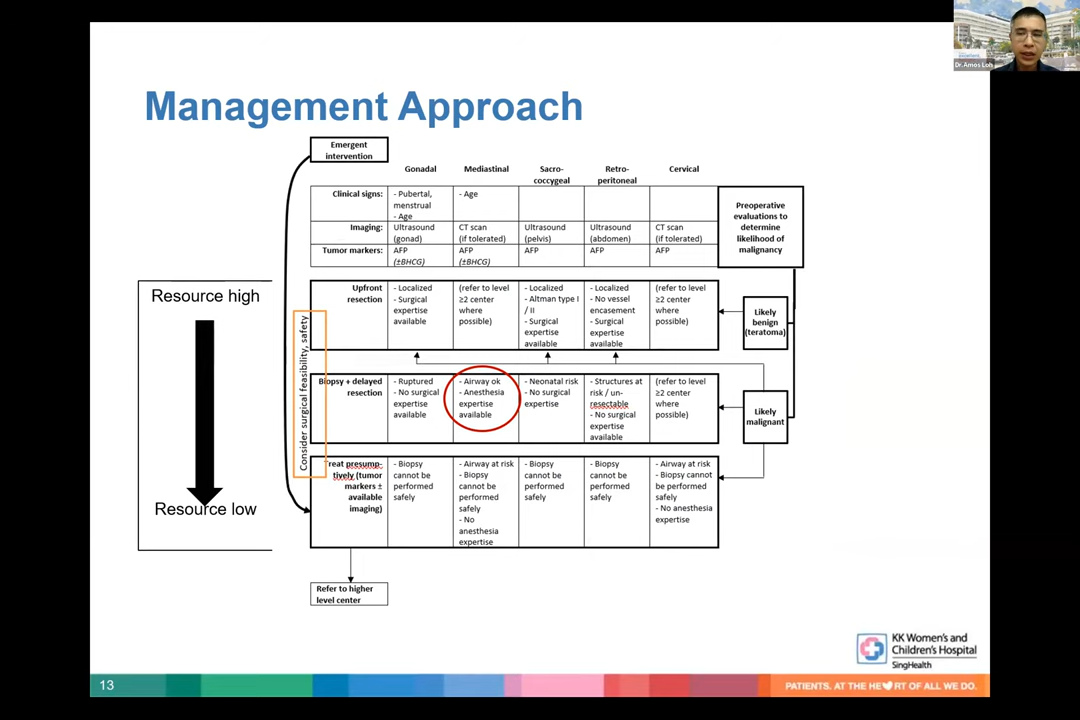 Dr.Amos Loh
Management Approach
Emergent
intervention
Gonadal
Mediastinal
Sacro-
coccygeal
Retro-
peritoneal
Cervical
Clinical signs:
- Pubertal,
menstrual
- Age
- Age
Imaging:
Ultrasound
(gonad)
CT scan
(if tolerated)
Ultrasound
(pelvis)
Ultrasound
(abdomen)
CT scan
(if tolerated)
Tumor markers:
AFP
(±BHCG)
AFP
(±BHCG)
AFP
AFP
AFP
Preoperative
evaluations to
determine
likelihood of
malignancy
Resource high
Resource low
Consider surgical feasibility, safety
Upfront
resection
- Localized
- Surgical
expertise
available
(refer to level
≥2 center
where
possible)
- Localized
- Altman type I
/ II
- Surgical
expertise
available
- Localized
- No vessel
encasement
- Surgical
expertise
available
(refer to level
≥2 center
where
possible)
Likely
benign
(teratoma)
Biopsy + delayed
resection
- Ruptured
- No surgical
expertise
available
- Airway ok
- Anesthesia
expertise
available
- Neonatal risk
- No surgical
expertise
- Structures at
risk / un-
resectable
- No surgical
expertise
available
(refer to level
≥2 center
where
possible)
Likely
malignant
Treat presump-
tively (tumor
markers ±
available
imaging)
- Biopsy
cannot be
performed
safely
- Airway at risk
- Biopsy
cannot be
performed
safely
- No
anesthesia
expertise
- Biopsy
cannot be
performed
safely
- Biopsy
cannot be
performed
safely
- Airway at risk
- Biopsy cannot
be performed
safely
- No anesthesia
expertise
Refer to higher
level center
KK Women's and
Children's Hospital
SingHealth
13
PATIENTS. AT THE HE RT OF ALL WE DO.